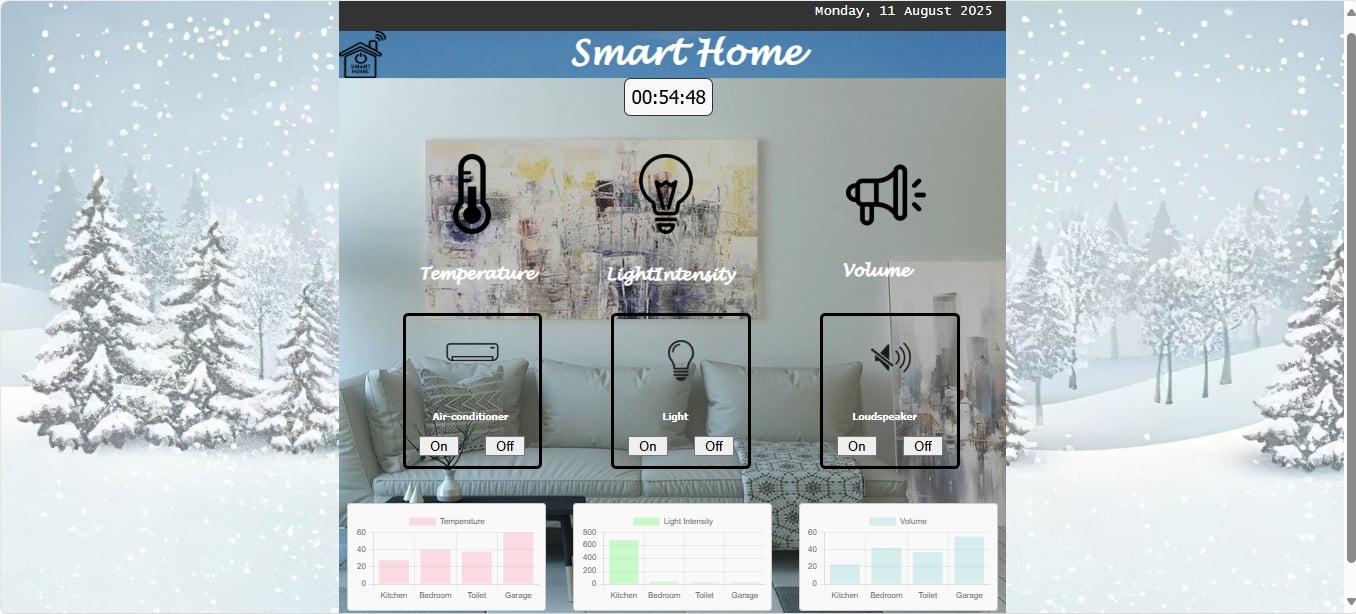 Monday, 11 August 2025
SMART
HOME
Smart Home
00:54:48
Temperature
LightIntensity
Volume
Air-conditioner
On
Off
Light
On
Off
Loudspeaker
On
Off
Temperature
60
40
20
0
Kitchen
Bedroom
Toilet
Garage
Light Intensity
800
600
400
200
0
Kitchen
Bedroom
Toilet
Garage
Volume
60
40
20
0
Kitchen
Bedroom
Toilet
Garage